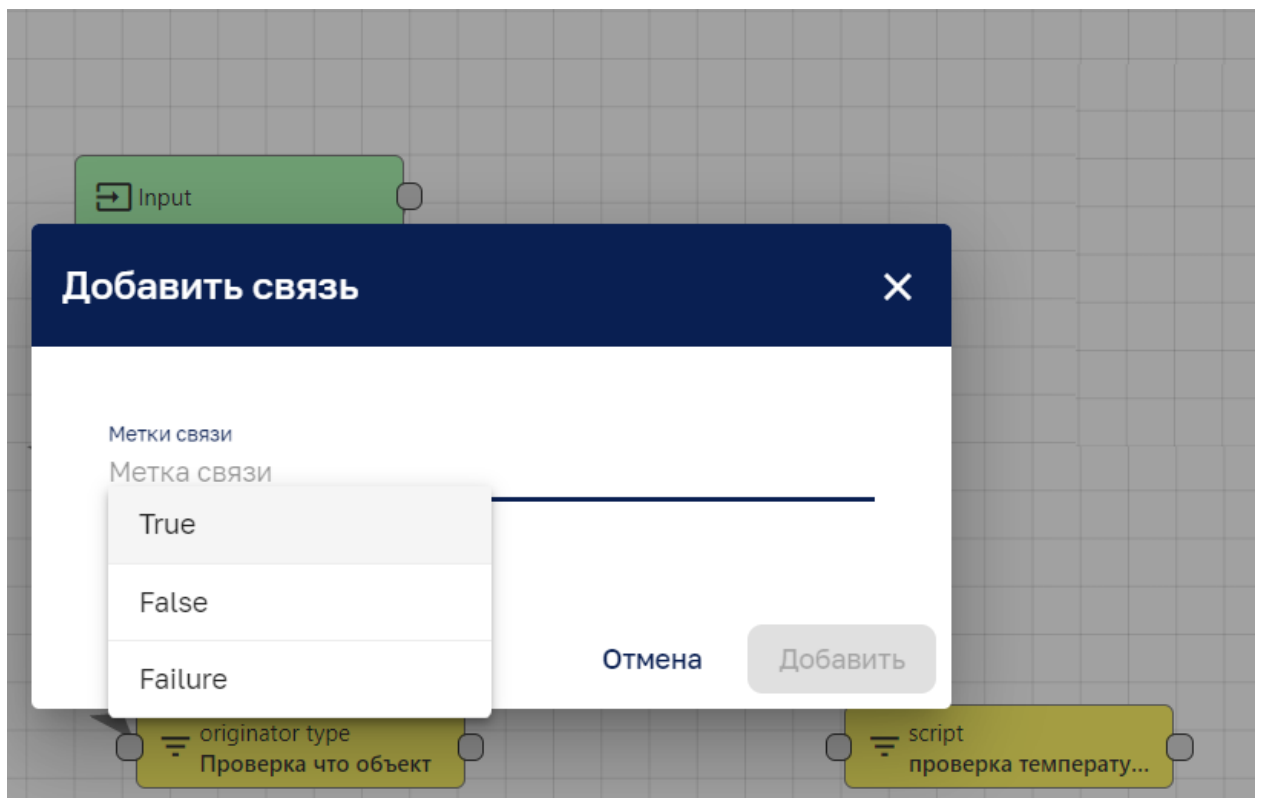 Input
Добавить связь
Метки связи
Метка связи
True
False
Failure
Отмена
Добавить
originator type
Проверка что объект
script
проверка температу...